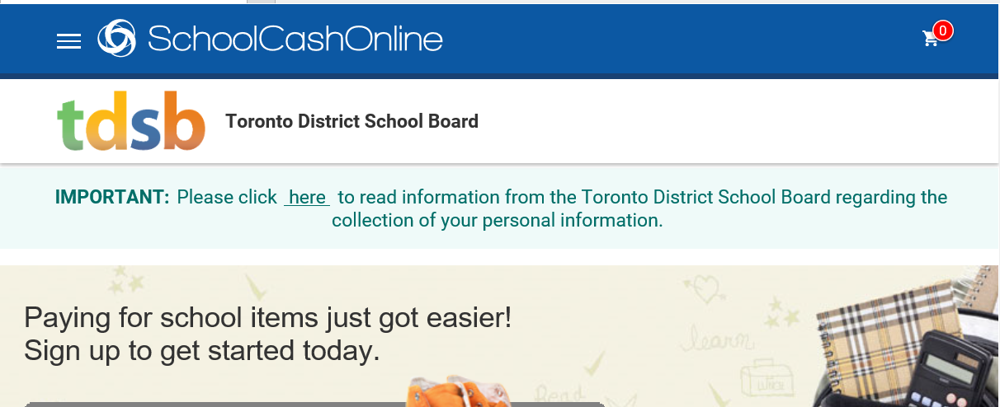 SchoolCashOnline
0
tdsb
Toronto District School Board
IMPORTANT: Please click here to read information from the Toronto District School Board regarding the
collection of your personal information.
Paying for school items just got easier!
Sign up to get started today.
learn
LUNCH
Read